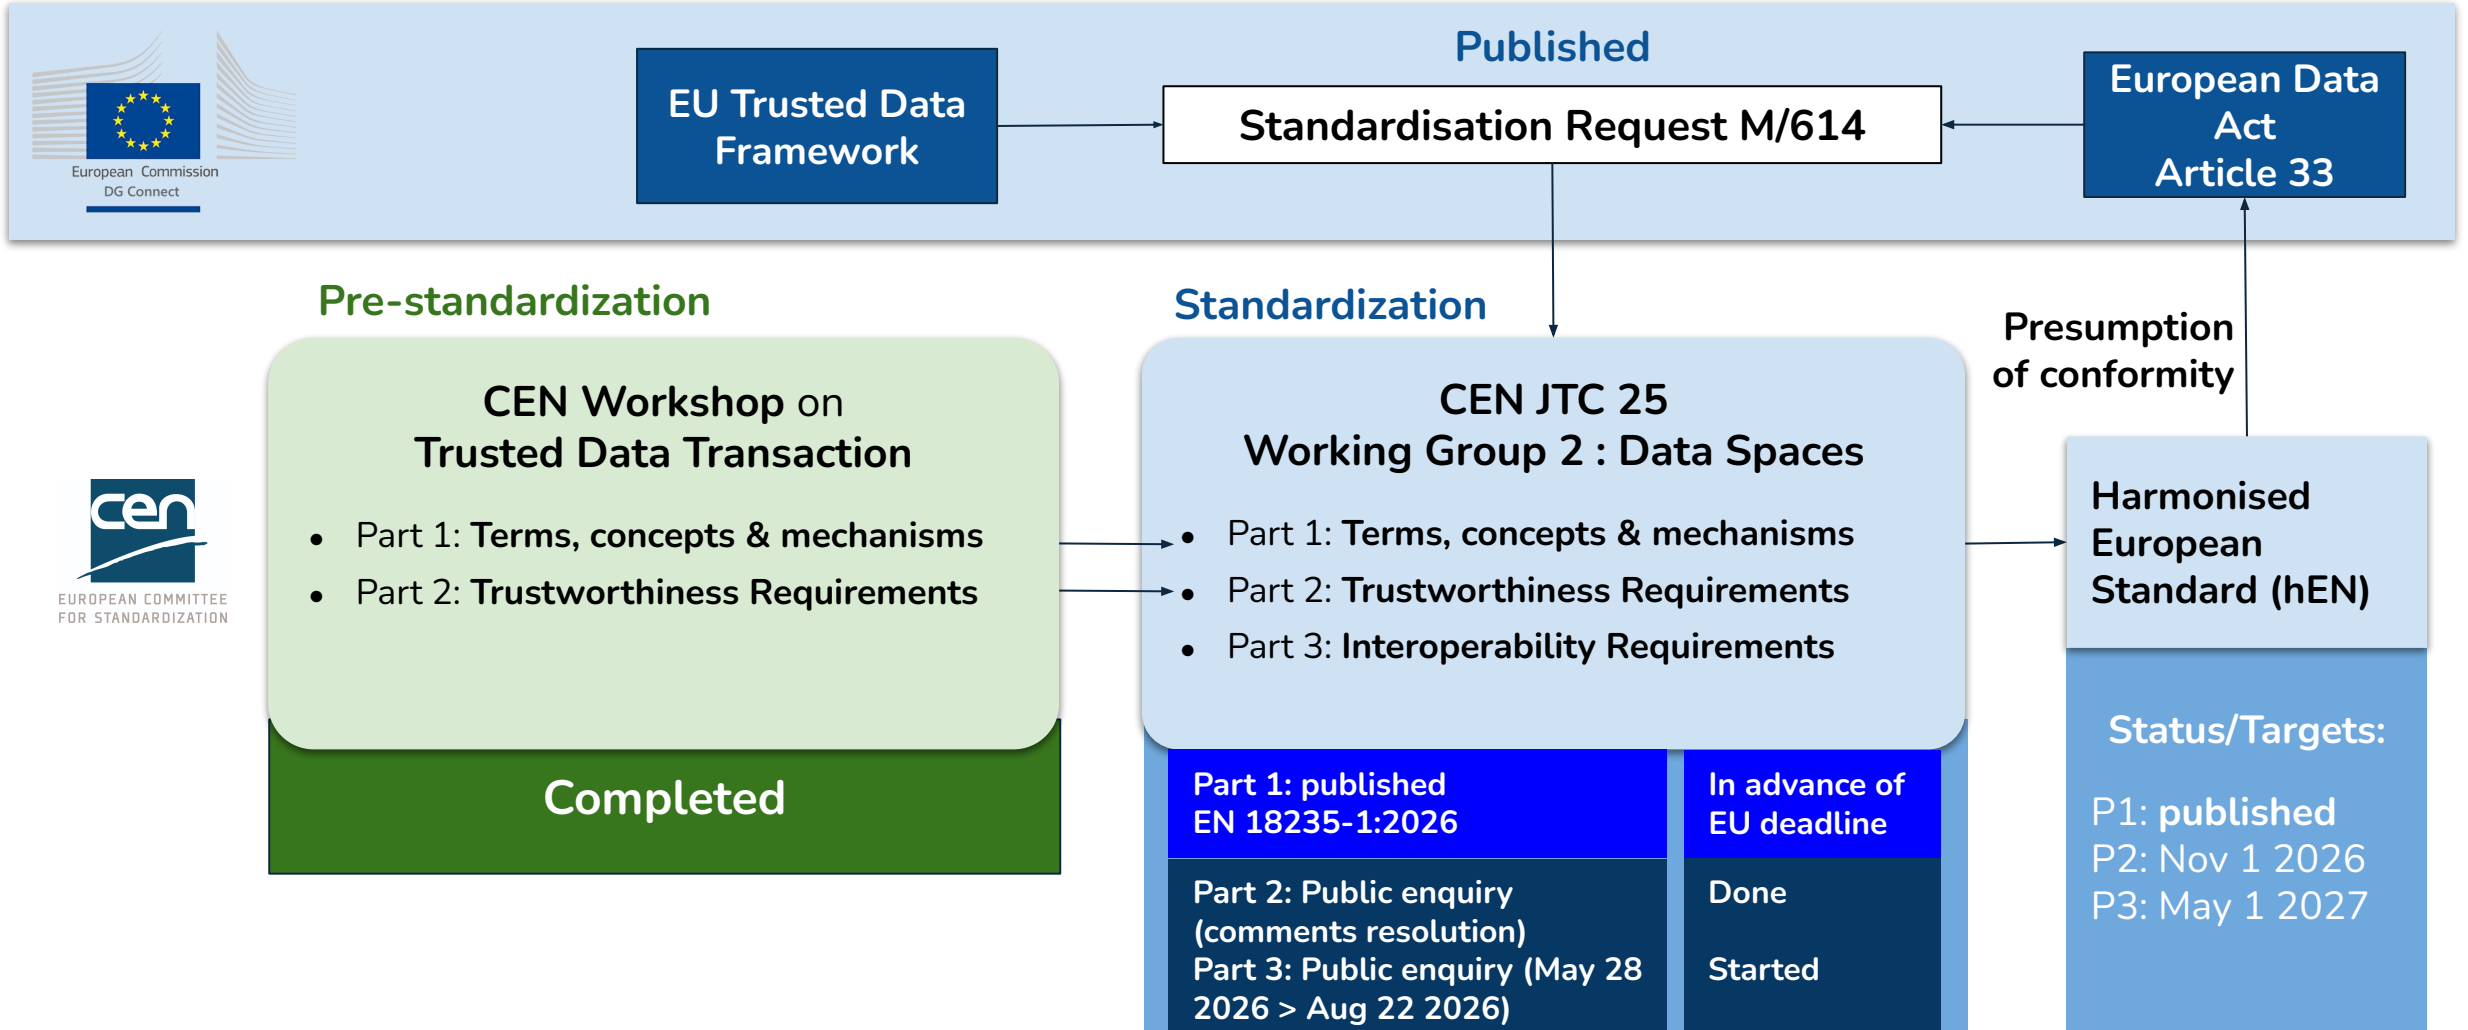 Published
EU Trusted Data
Framework
Standardisation Request M/614
European Data
Act
Article 33
European Commission
DG Connect
Pre-standardization
Standardization
Presumption
of conformity
CEN Workshop on
Trusted Data Transaction
• Part 1: Terms, concepts & mechanisms
• Part 2: Trustworthiness Requirements
Completed
cen
EUROPEAN COMMITTEE
FOR STANDARDIZATION
CEN JTC 25
Working Group 2 : Data Spaces
• Part 1: Terms, concepts & mechanisms
• Part 2: Trustworthiness Requirements
• Part 3: Interoperability Requirements
Part 1: published
EN 18235-1:2026
In advance of
EU deadline
Part 2: Public enquiry
(comments resolution)
Done
Part 3: Public enquiry (May 28
2026 > Aug 22 2026)
Started
Harmonised
European
Standard (hEN)
Status/Targets:
P1: published
P2: Nov 1 2026
P3: May 1 2027